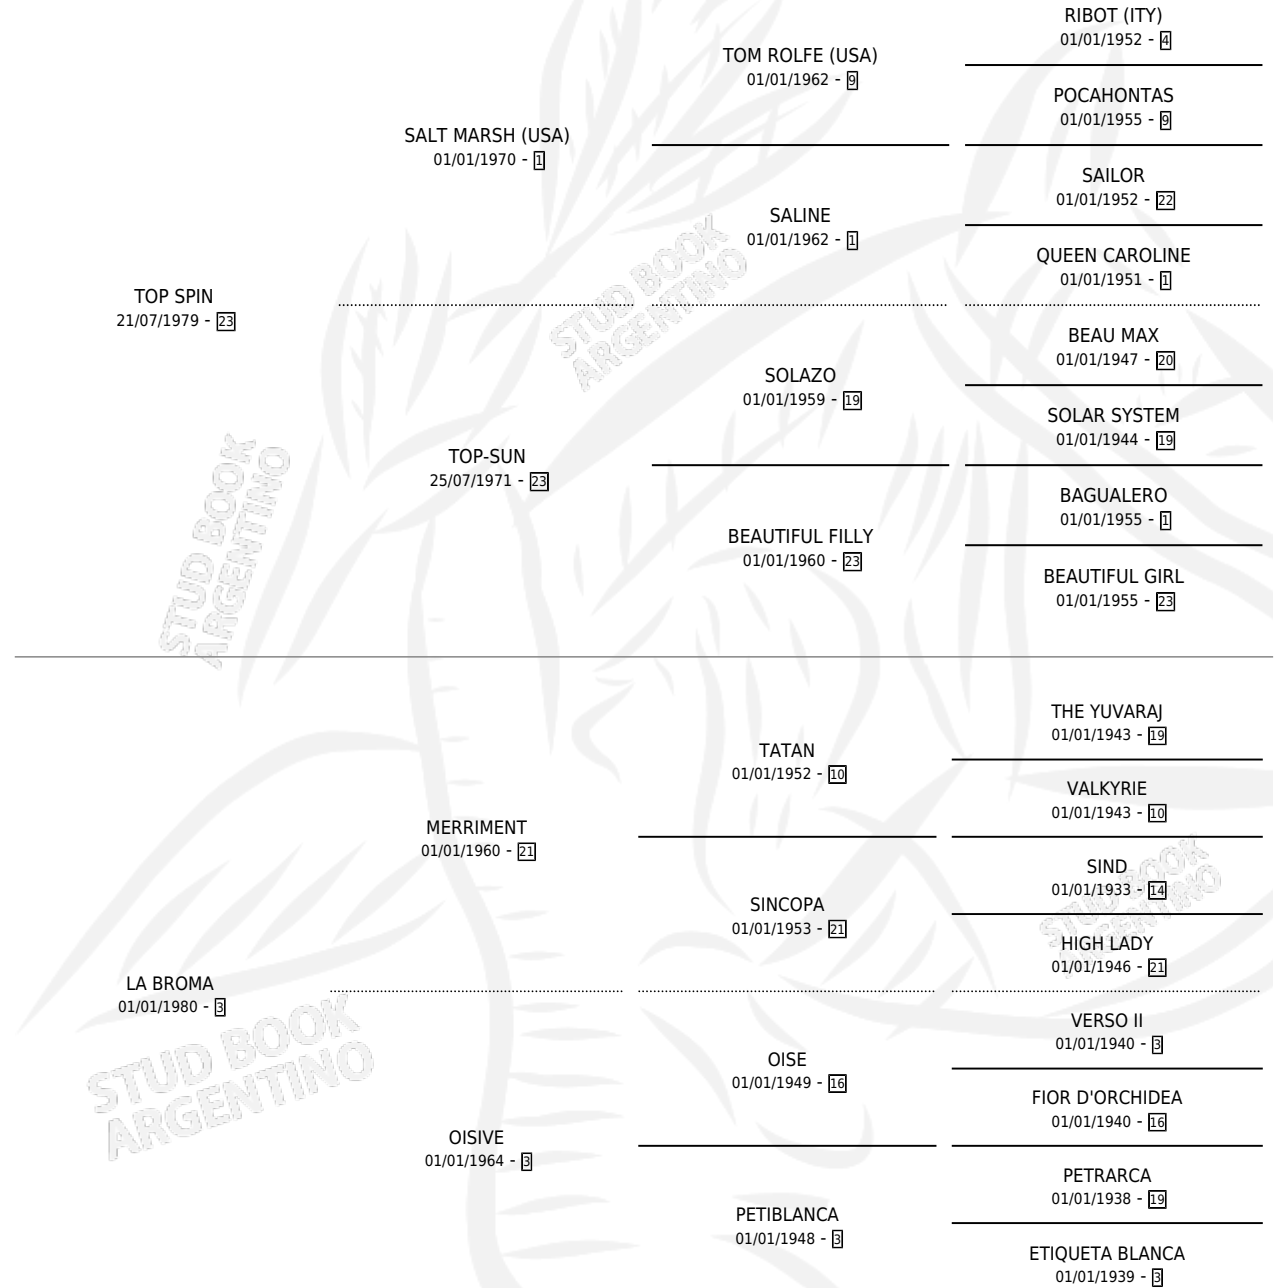 RIBOT (ITY)
01/01/1952 - 4
TOM ROLFE (USA)
01/01/1962 - 9
POCAHONTAS
01/01/1955 - 9
SALT MARSH (USA)
01/01/1970 - 1
SAILOR
01/01/1952 - 22
SALINE
01/01/1962 - 1
QUEEN CAROLINE
01/01/1951 - 1
TOP SPIN
21/07/1979 - 23
BEAU MAX
01/01/1947 - 20
SOLAZO
01/01/1959 - 19
SOLAR SYSTEM
01/01/1944 - 19
TOP-SUN
25/07/1971 - 23
BAGUALERO
01/01/1955 - 1
BEAUTIFUL FILLY
01/01/1960 - 23
BEAUTIFUL GIRL
01/01/1955 - 23
STUD BOOK
ARGENTINO
STUD BOOK
ARGENTINO
THE YUVARAJ
01/01/1943 - 19
TATAN
01/01/1952 - 10
VALKYRIE
01/01/1943 - 10
MERRIMENT
01/01/1960 - 21
SIND
01/01/1933 - 14
SINCOPA
01/01/1953 - 21
HIGH LADY
01/01/1946 - 21
LA BROMA
01/01/1980 - 3
VERSO II
01/01/1940 - 3
OISE
01/01/1949 - 16
FIOR D'ORCHIDEA
01/01/1940 - 16
OISIVE
01/01/1964 - 3
PETRARCA
01/01/1938 - 19
PETIBLANCA
01/01/1948 - 3
ETIQUETA BLANCA
01/01/1939 - 3
STUD BOOK
ARGENTINO
STUD BOOK
ARGENTINO